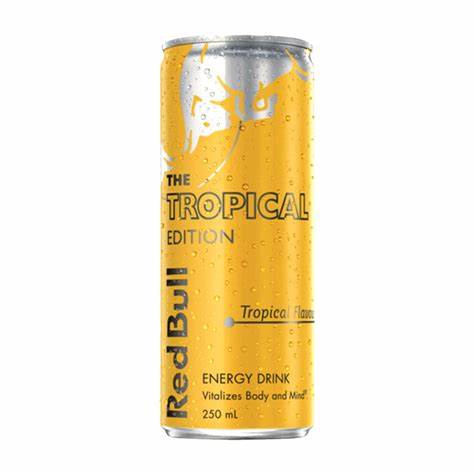 THE
TROPICAL
EDITION
Red Bull
Tropical
ENERGY DRINK
Vitalizes Body and Mind®
250 mL